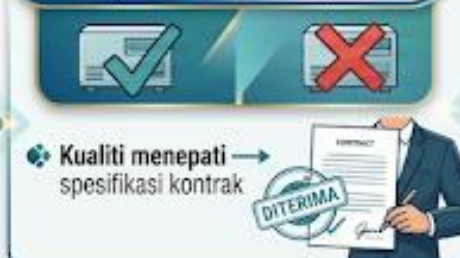 Kualiti menepati
spesifikasi kontrak
CONTRACT
DITERIMA